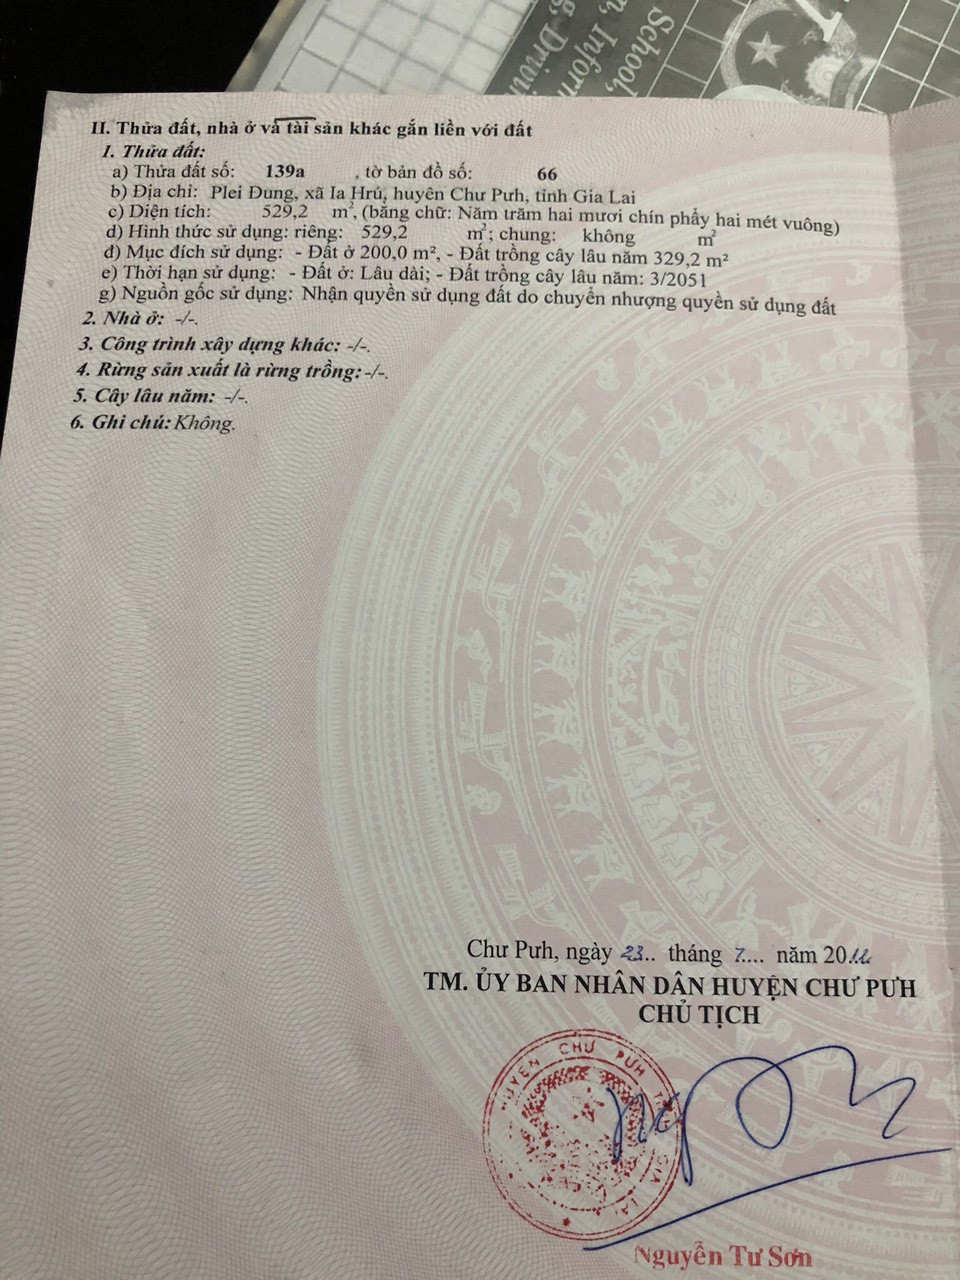 School,
n, Inform
g, Drivin
II. Thửa đất, nhà ở và tài sản khác gắn liền với đất
1. Thửa đất:
a) Thửa đất số: 139a , tờ bản đồ số: 66
b) Địa chỉ: Plei Đung, xã Ia Hrú, huyện Chư Pưh, tỉnh Gia Lai
c) Diện tích: 529,2 m², (bằng chữ: Năm trăm hai mươi chín phẩy hai mét vuông)
d) Hình thức sử dụng: riêng: 529,2 m²; chung: không m²
đ) Mục đích sử dụng: - Đất ở 200,0 m², - Đất trồng cây lâu năm 329,2 m²
e) Thời hạn sử dụng: - Đất ở: Lâu dài; - Đất trồng cây lâu năm: 3/2051
g) Nguồn gốc sử dụng: Nhận quyền sử dụng đất do chuyển nhượng quyền sử dụng đất
2. Nhà ở: -/-.
3. Công trình xây dựng khác: -/-.
4. Rừng sản xuất là rừng trồng: -/-.
5. Cây lâu năm: -/-.
6. Ghi chú: Không.
Chư Pưh, ngày 23.. tháng 7.... năm 20
TM. ỦY BAN NHÂN DÂN HUYỆN CHƯ PƯH
CHỦ TỊCH
HUYỆN CHƯ PƯH
GIA LAI
Nguyễn Tư Sơn